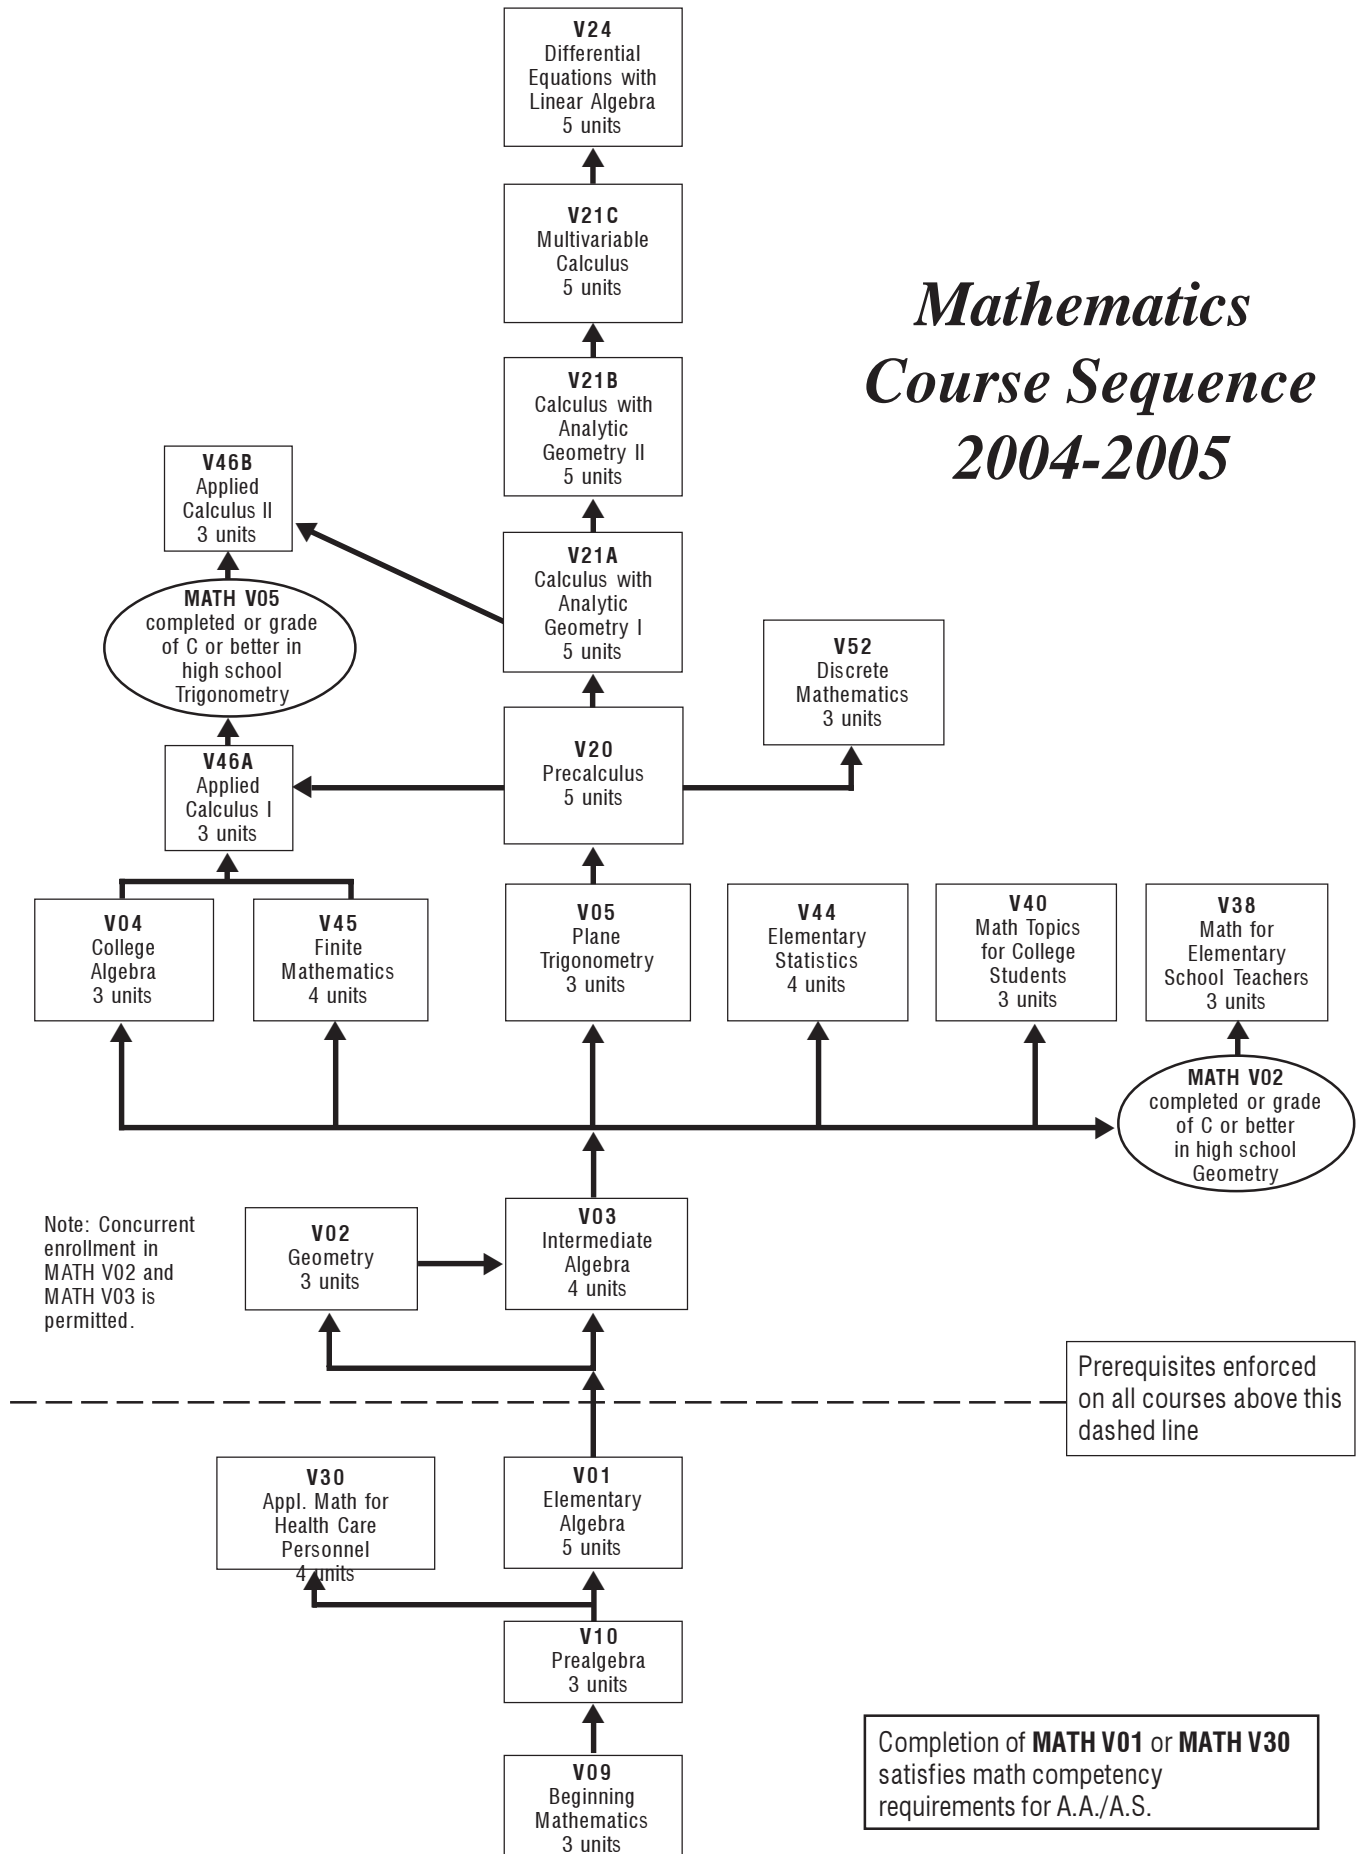 V24
Differential
Equations with
Linear Algebra
5 units
V21C
Multivariable
Calculus
5 units
Mathematics
Course Sequence
2004-2005
V21B
Calculus with
Analytic
Geometry II
5 units
V46B
Applied
Calculus II
3 units
V21A
Calculus with
Analytic
Geometry I
5 units
MATH V05
completed or grade
of C or better in
high school
Trigonometry
V52
Discrete
Mathematics
3 units
V20
Precalculus
5 units
V46A
Applied
Calculus I
3 units
V04
College
Algebra
3 units
V45
Finite
Mathematics
4 units
V05
Plane
Trigonometry
3 units
V44
Elementary
Statistics
4 units
V40
Math Topics
for College
Students
3 units
V38
Math for
Elementary
School Teachers
3 units
MATH V02
completed or grade
of C or better
in high school
Geometry
Note: Concurrent
enrollment in
MATH V02 and
MATH V03 is
permitted.
V02
Geometry
3 units
V03
Intermediate
Algebra
4 units
Prerequisites enforced
on all courses above this
dashed line
V30
Appl. Math for
Health Care
Personnel
4 units
V01
Elementary
Algebra
5 units
V10
Prealgebra
3 units
V09
Beginning
Mathematics
3 units
Completion of MATH V01 or MATH V30
satisfies math competency
requirements for A.A./A.S.